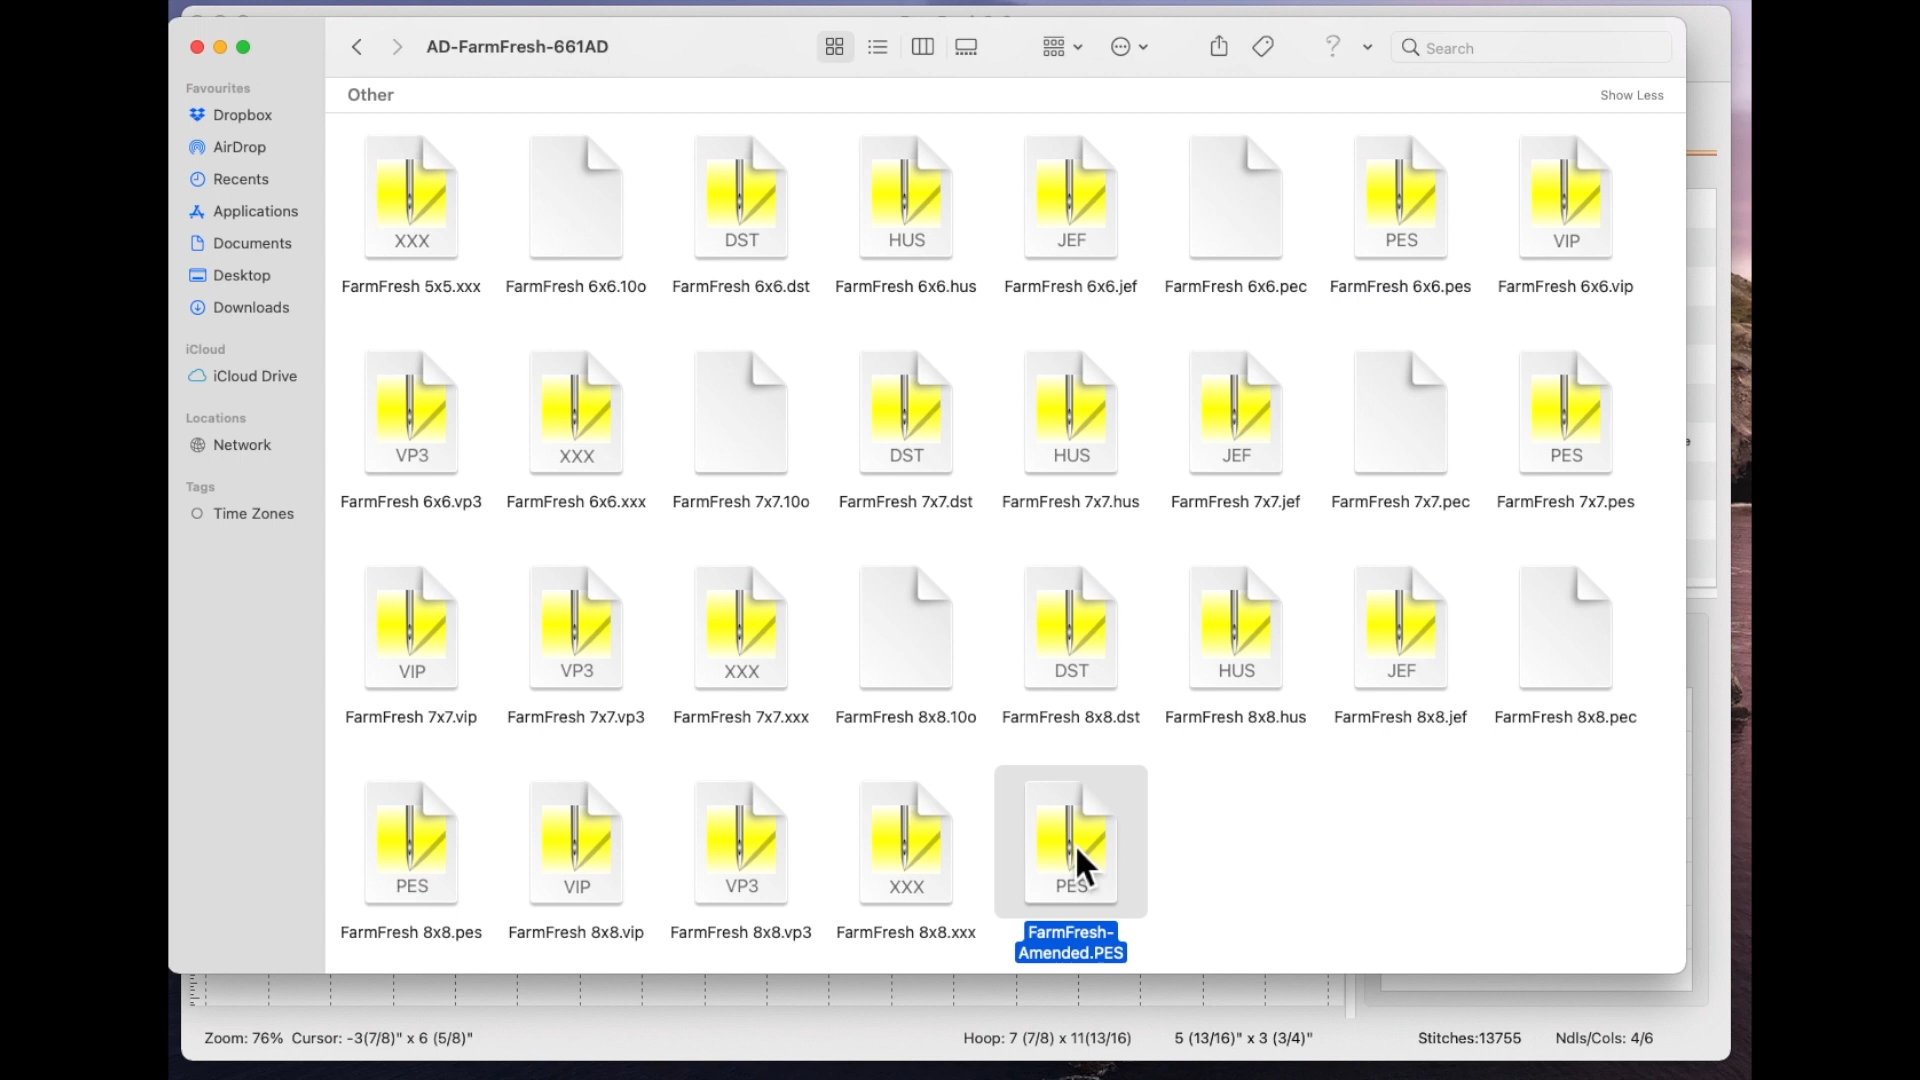 AD-FarmFresh-661AD
Search
Favourites
Dropbox
AirDrop
Recents
Applications
Documents
Desktop
Downloads
iCloud
iCloud Drive
Locations
Network
Tags
Time Zones
Other
Show Less
XXX
DST
HUS
JEF
PES
VIP
FarmFresh 5x5.xxx
FarmFresh 6x6.10o
FarmFresh 6x6.dst
FarmFresh 6x6.hus
FarmFresh 6x6.jef
FarmFresh 6x6.pec
FarmFresh 6x6.pes
FarmFresh 6x6.vip
VP3
XXX
DST
HUS
JEF
PES
FarmFresh 6x6.vp3
FarmFresh 6x6.xxx
FarmFresh 7x7.10o
FarmFresh 7x7.dst
FarmFresh 7x7.hus
FarmFresh 7x7.jef
FarmFresh 7x7.pec
FarmFresh 7x7.pes
VIP
VP3
XXX
DST
HUS
JEF
FarmFresh 7x7.vip
FarmFresh 7x7.vp3
FarmFresh 7x7.xxx
FarmFresh 8x8.10o
FarmFresh 8x8.dst
FarmFresh 8x8.hus
FarmFresh 8x8.jef
FarmFresh 8x8.pec
PES
VIP
VP3
XXX
PES
FarmFresh 8x8.pes
FarmFresh 8x8.vip
FarmFresh 8x8.vp3
FarmFresh 8x8.xxx
FarmFresh-
Amended.PES
Zoom: 76% Cursor: -3(7/8)" x 6 (5/8)"
Hoop: 7 (7/8) x 11(13/16)
5 (13/16)" x 3 (3/4)"
Stitches:13755
Ndls/Cols: 4/6